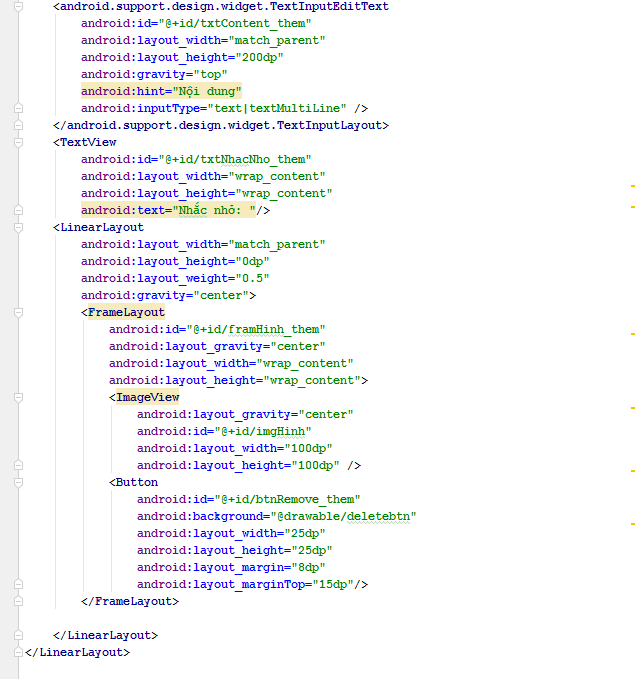 <android.support.design.widget.TextInputEditText
android:id="@+id/txtContent_them"
android:layout_width="match_parent"
android:layout_height="200dp"
android:gravity="top"
android:hint="Nội dung"
android:inputType="text|textMultiLine" />
</android.support.design.widget.TextInputLayout>
<TextView
android:id="@+id/txtNhacNho_them"
android:layout_width="wrap_content"
android:layout_height="wrap_content"
android:text="Nhắc nhở: "/>
<LinearLayout
android:layout_width="match_parent"
android:layout_height="0dp"
android:layout_weight="0.5"
android:gravity="center">
<FrameLayout
android:id="@+id/framHinh_them"
android:layout_gravity="center"
android:layout_width="wrap_content"
android:layout_height="wrap_content">
<ImageView
android:layout_gravity="center"
android:id="@+id/imgHinh"
android:layout_width="100dp"
android:layout_height="100dp" />
<Button
android:id="@+id/btnRemove_them"
android:background="@drawable/deletebtn"
android:layout_width="25dp"
android:layout_height="25dp"
android:layout_margin="8dp"
android:layout_marginTop="15dp"/>
</FrameLayout>
</LinearLayout>
</LinearLayout>